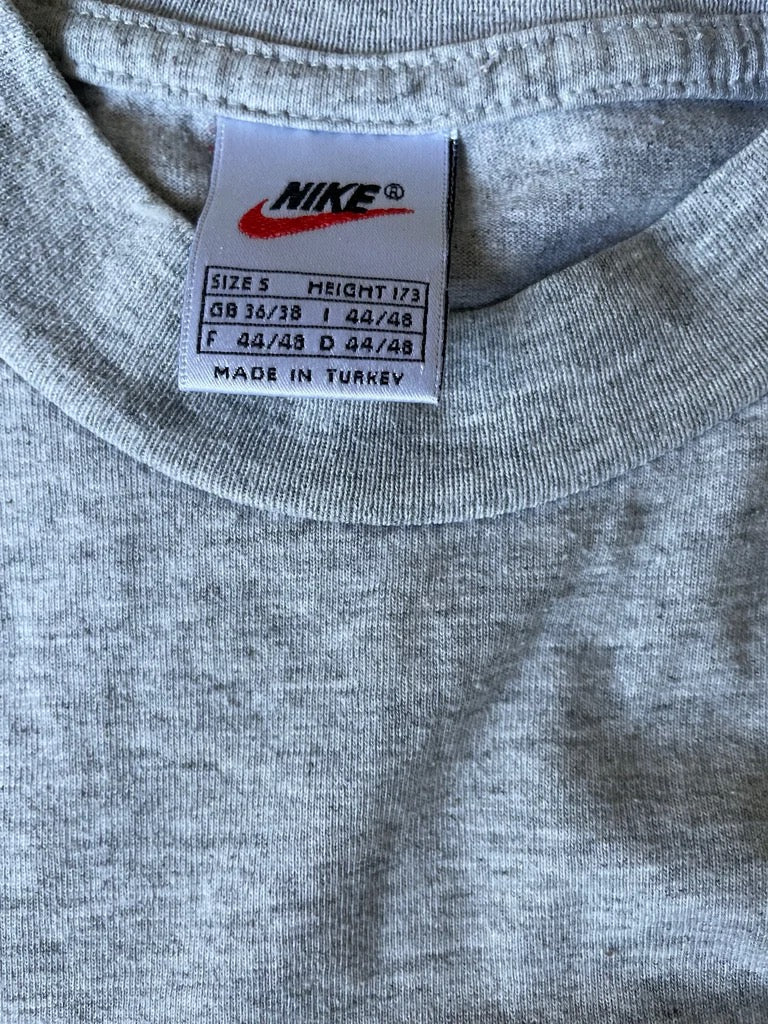 NIKE®
SIZE S HEIGHT 173
GB 36/38 I 44/48
F 44/48 D 44/48
MADE IN TURKEY